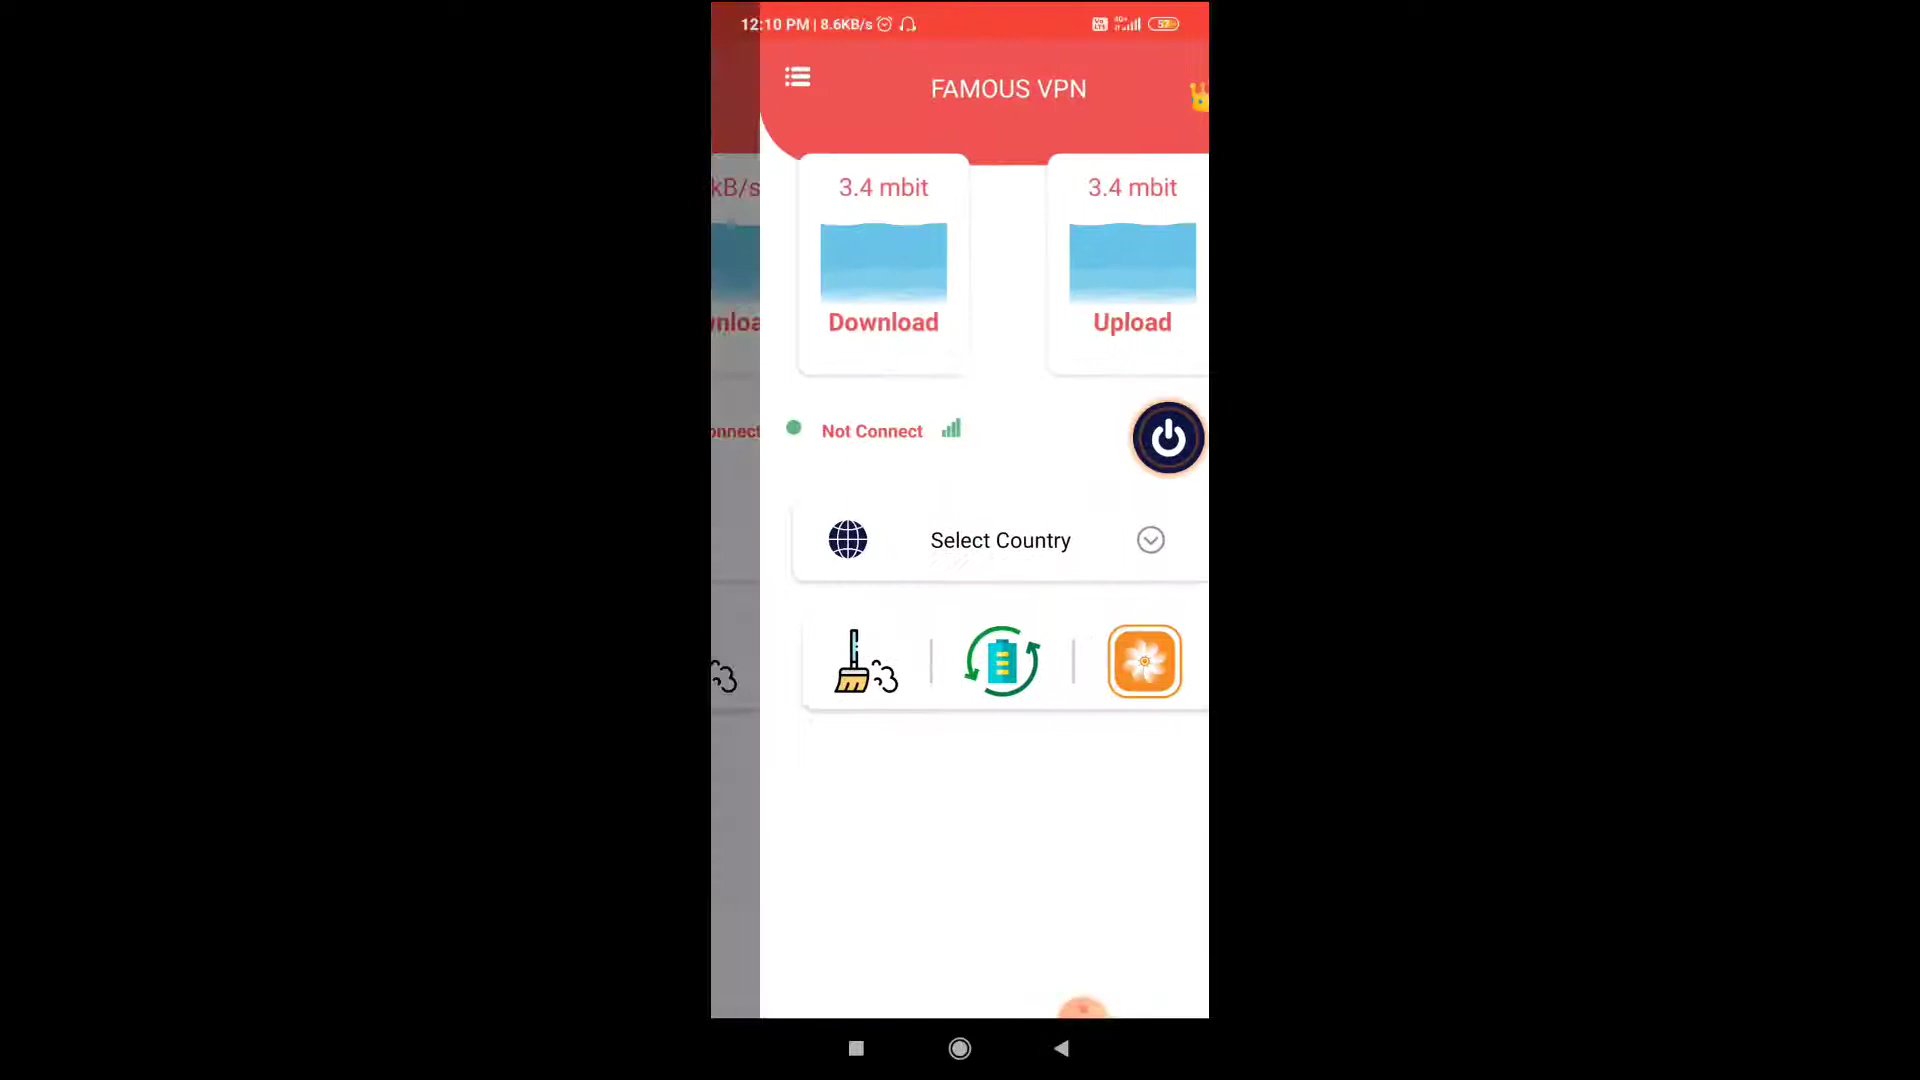 12:10 PM | 8.6KB/s 57
FAMOUS VPN
kB/s 3.4 mbit 3.4 mbit
Download Upload
Not Connect
Select Country